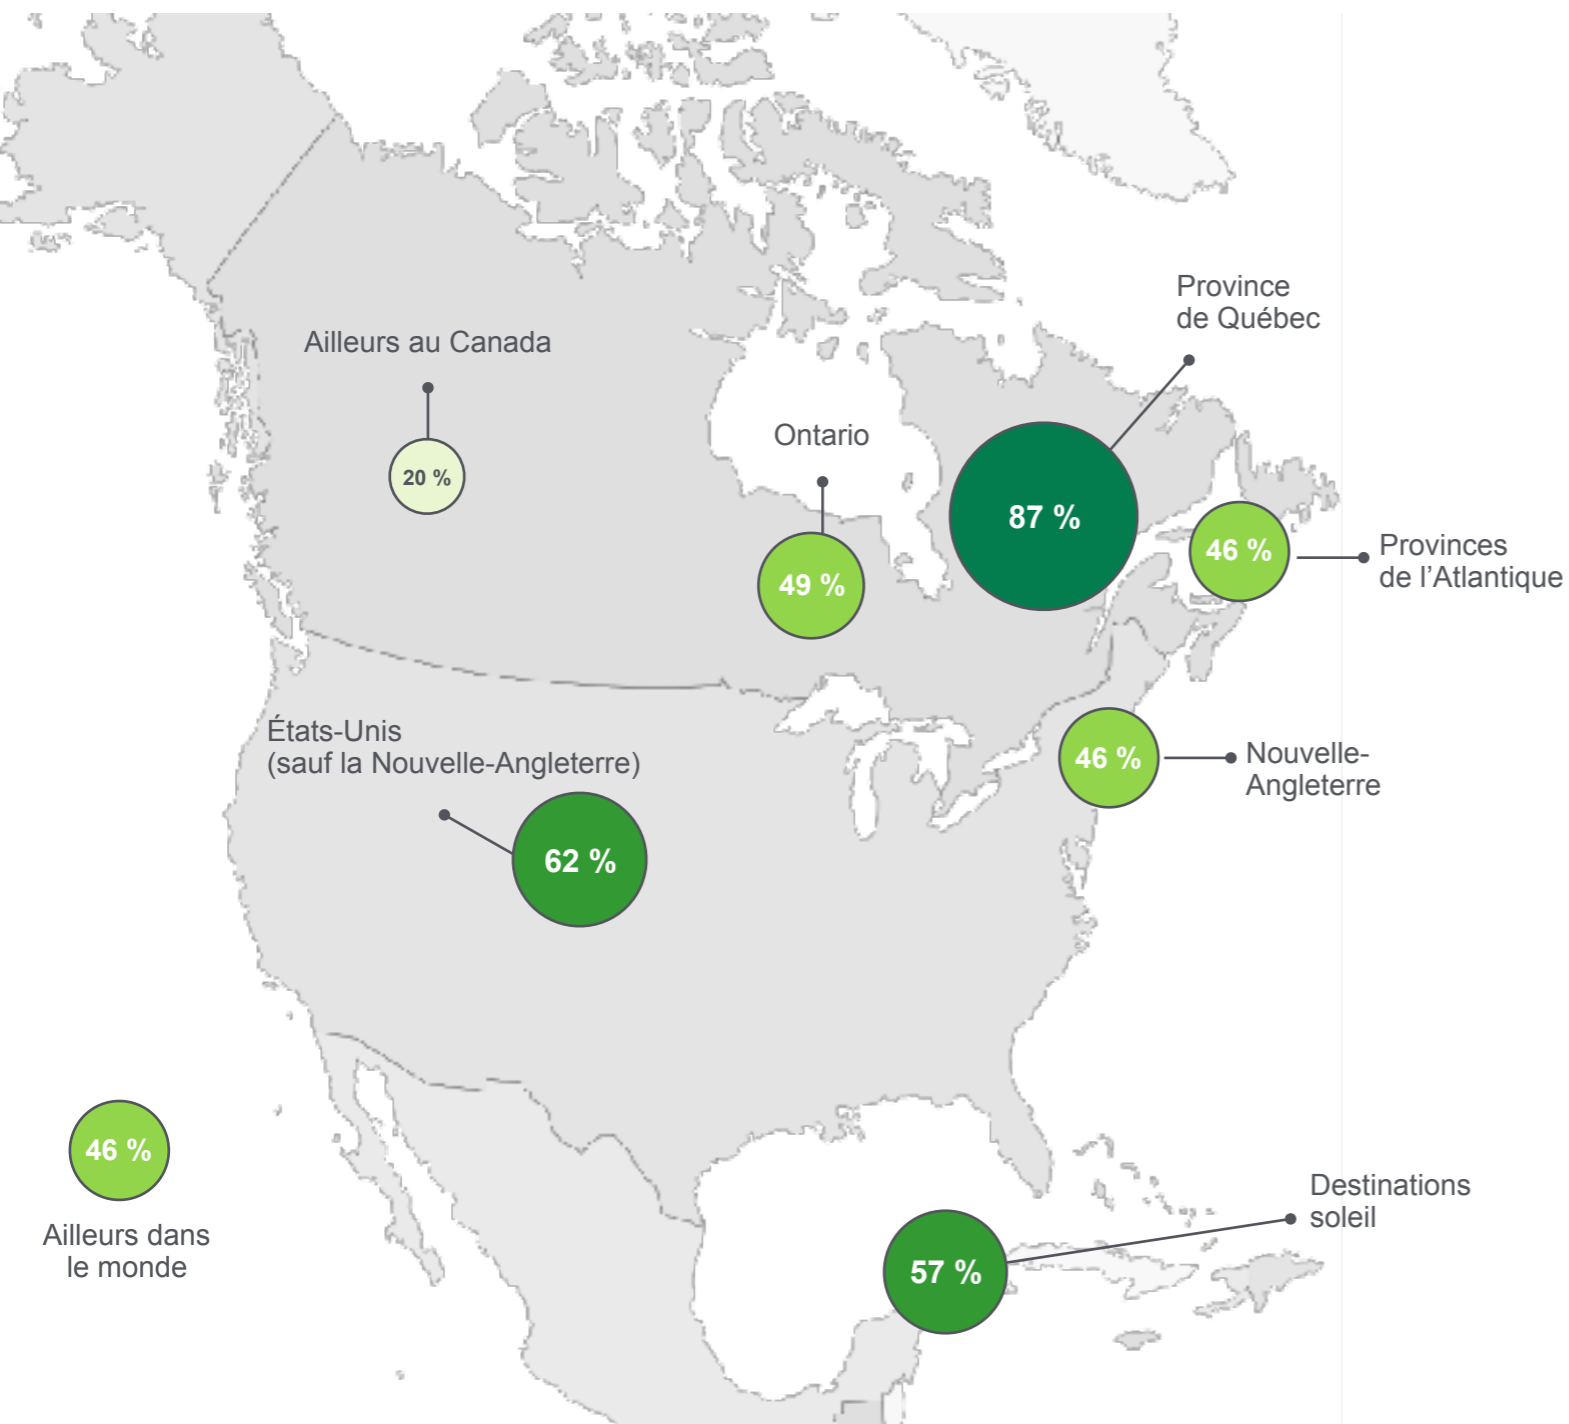 Province
de Québec
87 %
Ailleurs au Canada
20 %
Ontario
49 %
46 %
Provinces
de l’Atlantique
États-Unis
(sauf la Nouvelle-Angleterre)
62 %
46 %
Nouvelle-
Angleterre
46 %
Ailleurs dans
le monde
57 %
Destinations
soleil